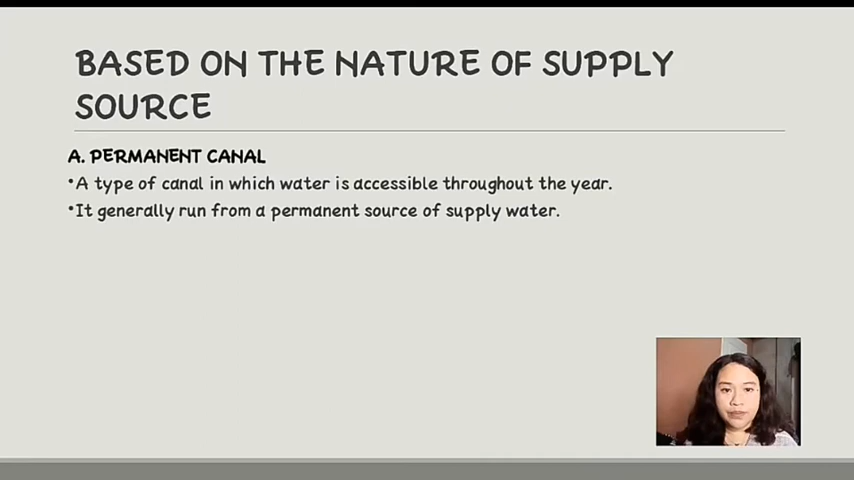 BASED ON THE NATURE OF SUPPLY
SOURCE
A. PERMANENT CANAL
•A type of canal in which water is accessible throughout the year.
•It generally run from a permanent source of supply water.